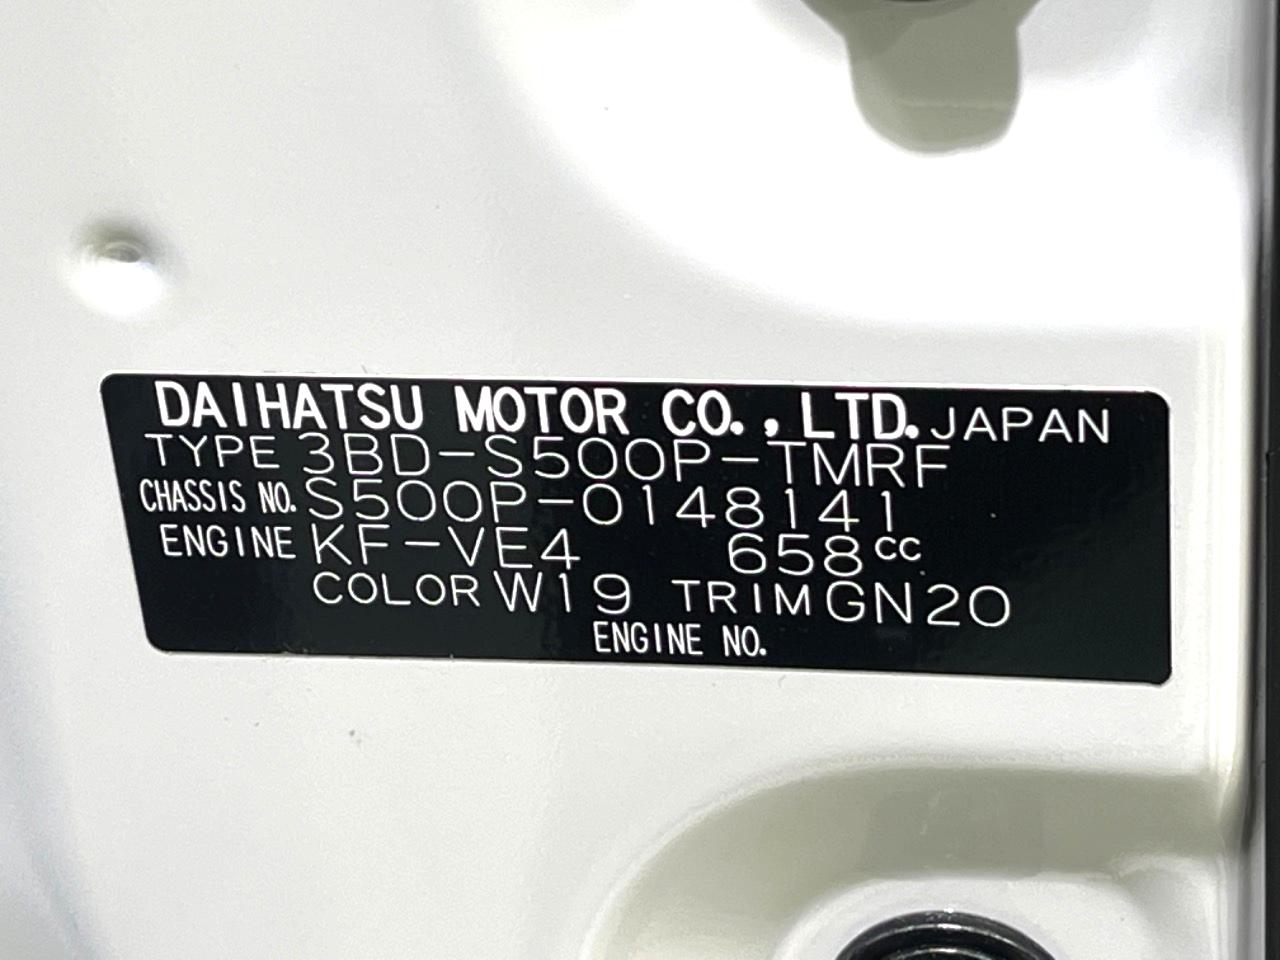 DAIHATSU MOTOR CO., LTD. JAPAN
TYPE 3BD-S500P-TMRF
CHASSIS NO. S500P-0148141
ENGINE KF-VE4 658cc
COLOR W19 TRIM GN20
ENGINE NO.